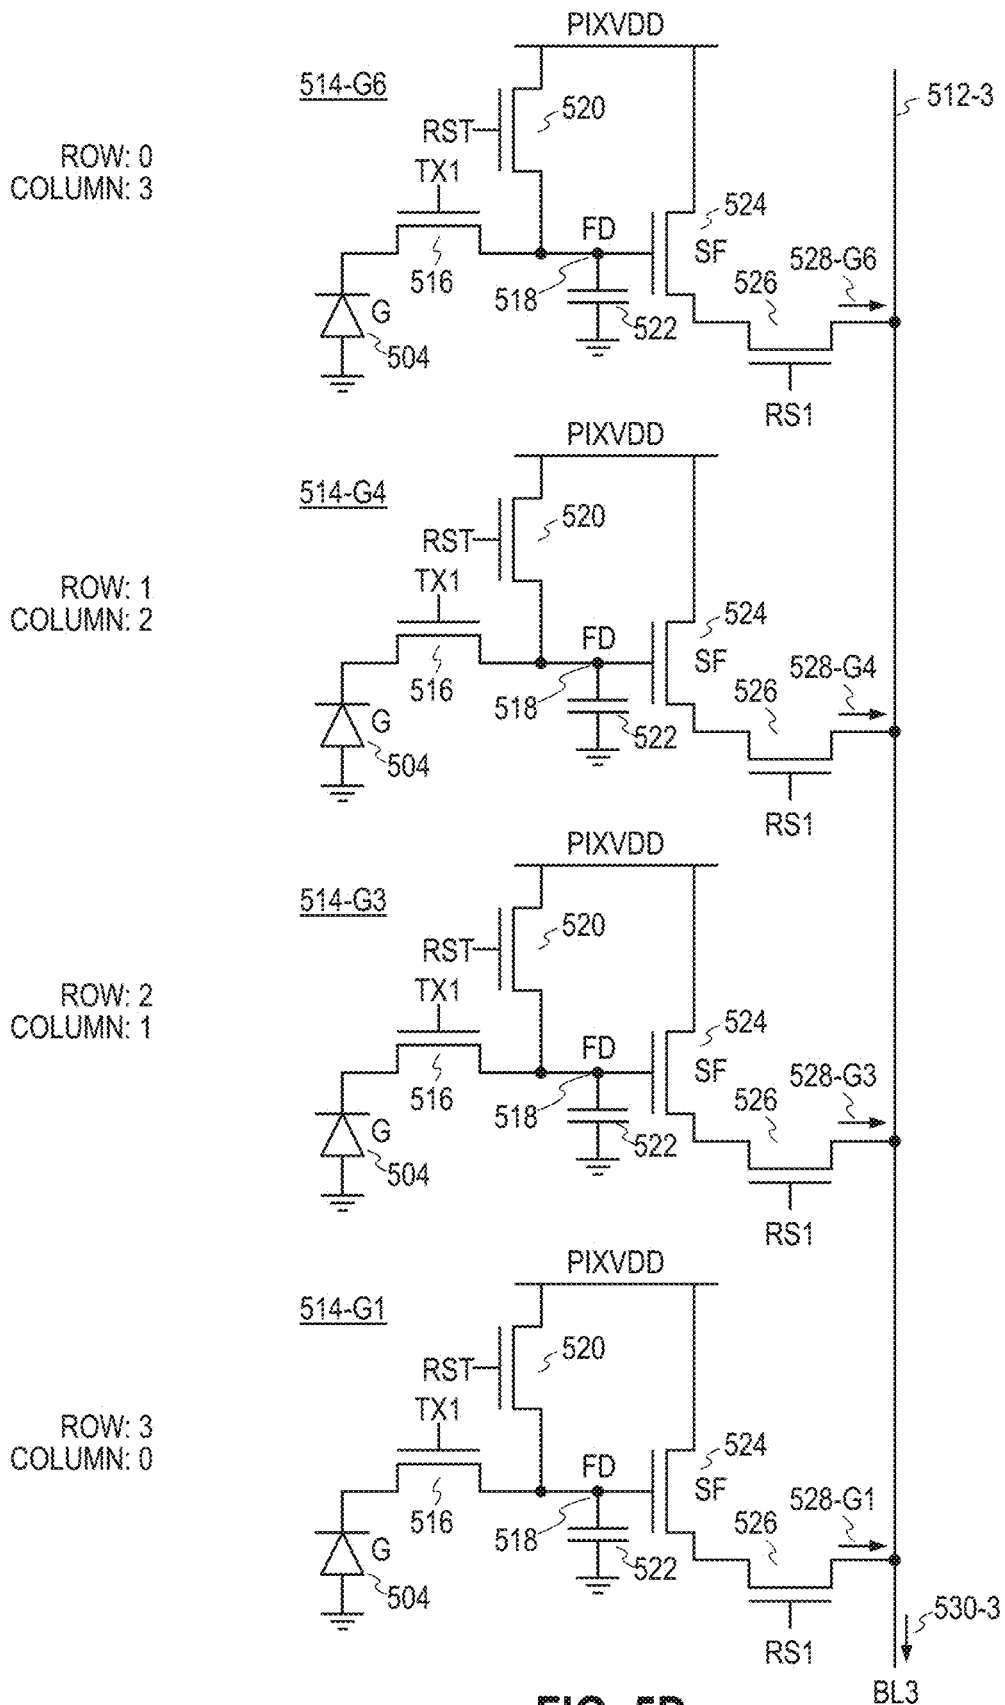 PIXVDD
514-G6
520
512-3
RST
ROW: 0
COLUMN: 3
TX1
524
FD
SF
528-G6
516
518
526
G
522
504
RS1
PIXVDD
514-G4
520
RST
ROW: 1
COLUMN: 2
TX1
524
FD
SF
528-G4
516
518
526
G
522
504
RS1
PIXVDD
514-G3
520
RST
ROW: 2
COLUMN: 1
TX1
524
FD
SF
528-G3
516
518
526
G
522
504
RS1
PIXVDD
514-G1
520
RST
ROW: 3
COLUMN: 0
TX1
524
FD
SF
528-G1
516
518
526
G
522
504
530-3
RS1
BL3
FIG. 5D